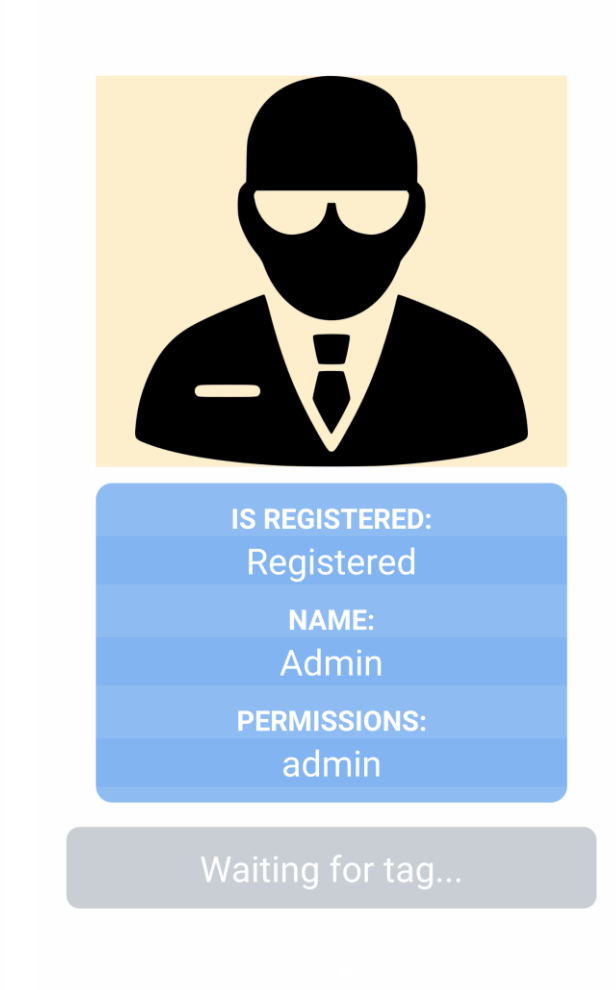 IS REGISTERED:
Registered
NAME:
Admin
PERMISSIONS:
admin
Waiting for tag...